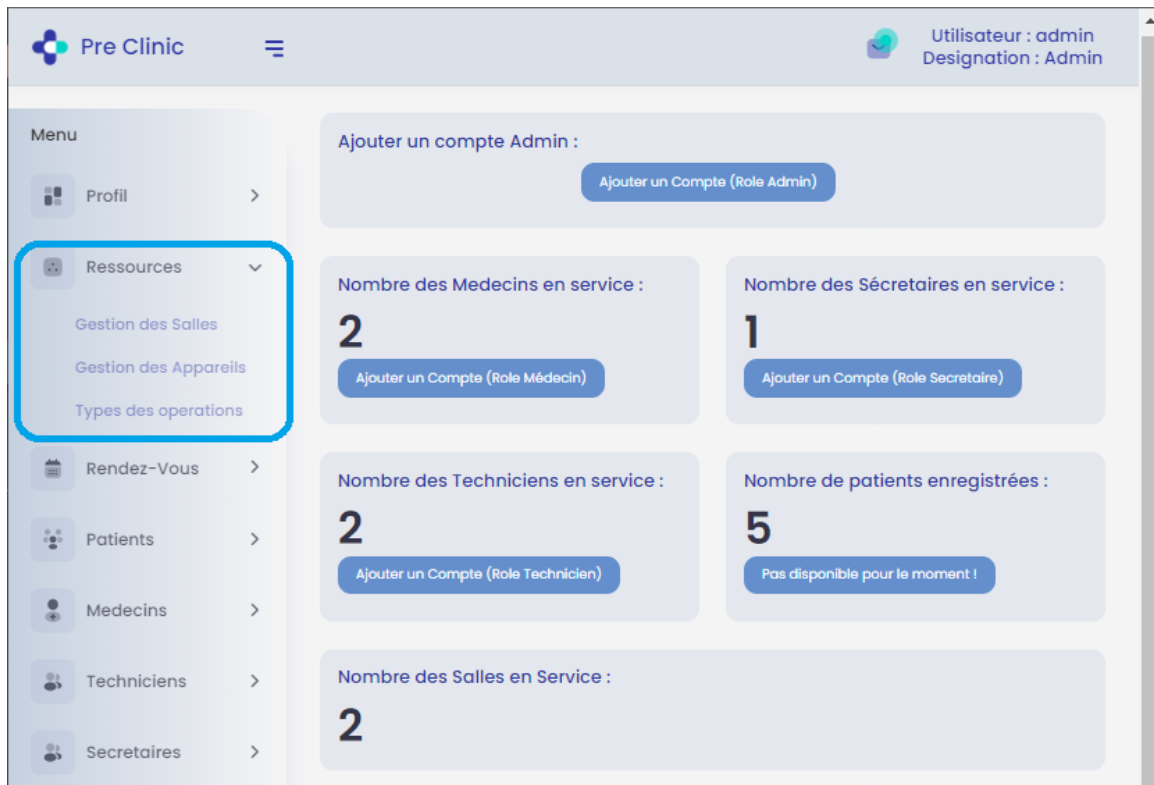 Pre Clinic
Utilisateur : admin
Designation : Admin
Menu
Profil
Ressources
Gestion des Salles
Gestion des Appareils
Types des operations
Rendez-Vous
Patients
Medecins
Techniciens
Secretaires
Ajouter un compte Admin :
Ajouter un Compte (Role Admin)
Nombre des Medecins en service :
2
Ajouter un Compte (Role Médecin)
Nombre des Sécretaires en service :
1
Ajouter un Compte (Role Secretaire)
Nombre des Techniciens en service :
2
Ajouter un Compte (Role Technicien)
Nombre de patients enregistrées :
5
Pas disponible pour le moment !
Nombre des Salles en Service :
2